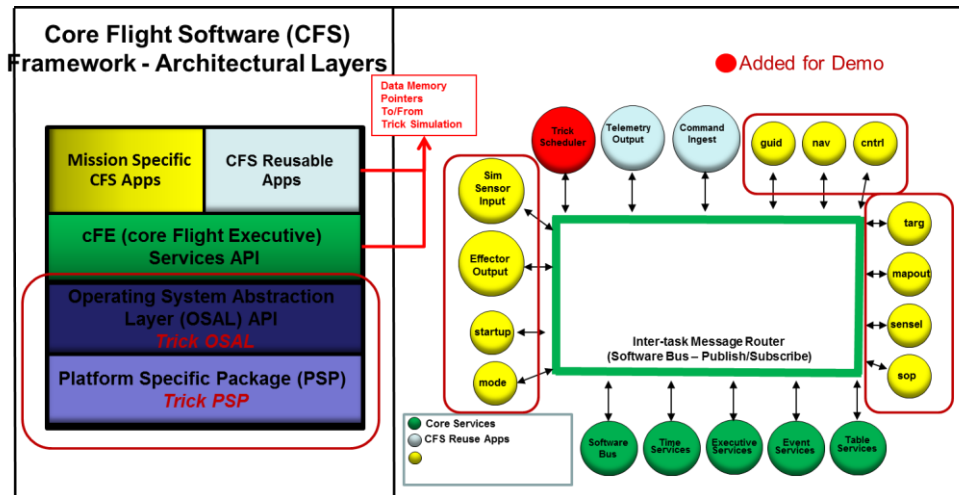 Core Flight Software (CFS)
Framework - Architectural Layers
Data Memory
Pointers
To/From
Trick Simulation
Mission Specific
CFS Apps
CFS Reusable
Apps
cFE (core Flight Executive)
Services API
Operating System Abstraction
Layer (OSAL) API
Trick OSAL
Platform Specific Package (PSP)
Trick PSP
Added for Demo
Trick
Scheduler
Telemetry
Output
Command
Ingest
guid
nav
cntrl
Sim
Sensor
Input
Effector
Output
startup
mode
targ
mapout
sensel
sop
Inter-task Message Router
(Software Bus – Publish/Subscribe)
Core Services
CFS Reuse Apps
Software
Bus
Time
Services
Executive
Services
Event
Services
Table
Services